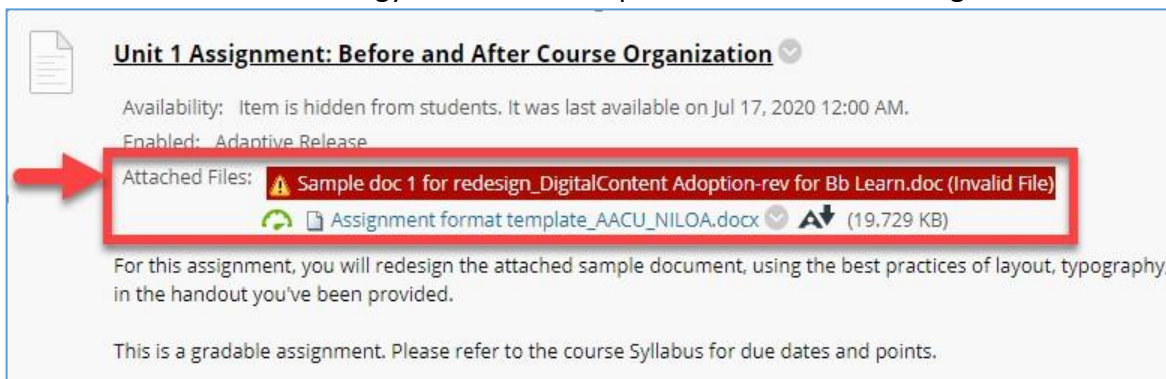 Unit 1 Assignment: Before and After Course Organization
Availability: Item is hidden from students. It was last available on Jul 17, 2020 12:00 AM.
Enabled: Adaptive Release
Attached Files: Sample doc 1 for redesign_DigitalContent Adoption-rev for Bb Learn.doc (Invalid File)
Assignment format template_AACU_NILOA.docx (19.729 KB)
For this assignment, you will redesign the attached sample document, using the best practices of layout, typography,
in the handout you've been provided.
This is a gradable assignment. Please refer to the course Syllabus for due dates and points.